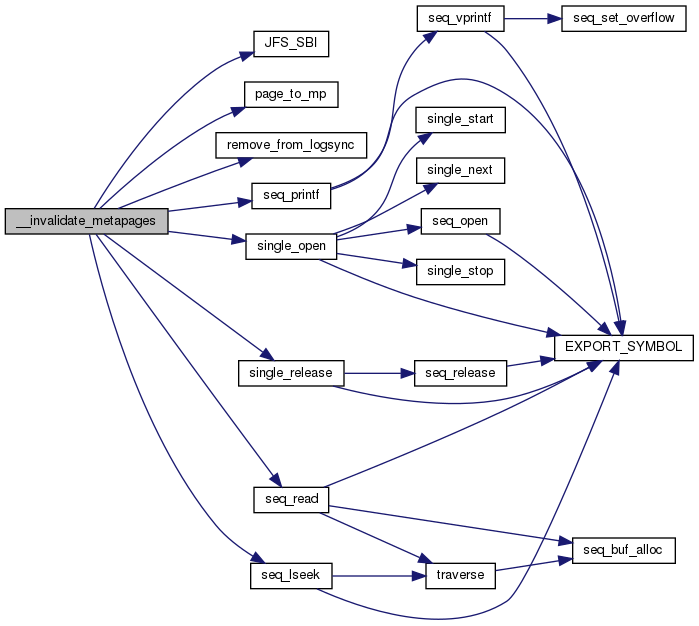 seq_vprintf
seq_set_overflow
JFS_SBI
page_to_mp
single_start
remove_from_logsync
single_next
seq_printf
__invalidate_metapages
seq_open
single_open
single_stop
EXPORT_SYMBOL
single_release
seq_release
seq_read
seq_buf_alloc
seq_lseek
traverse